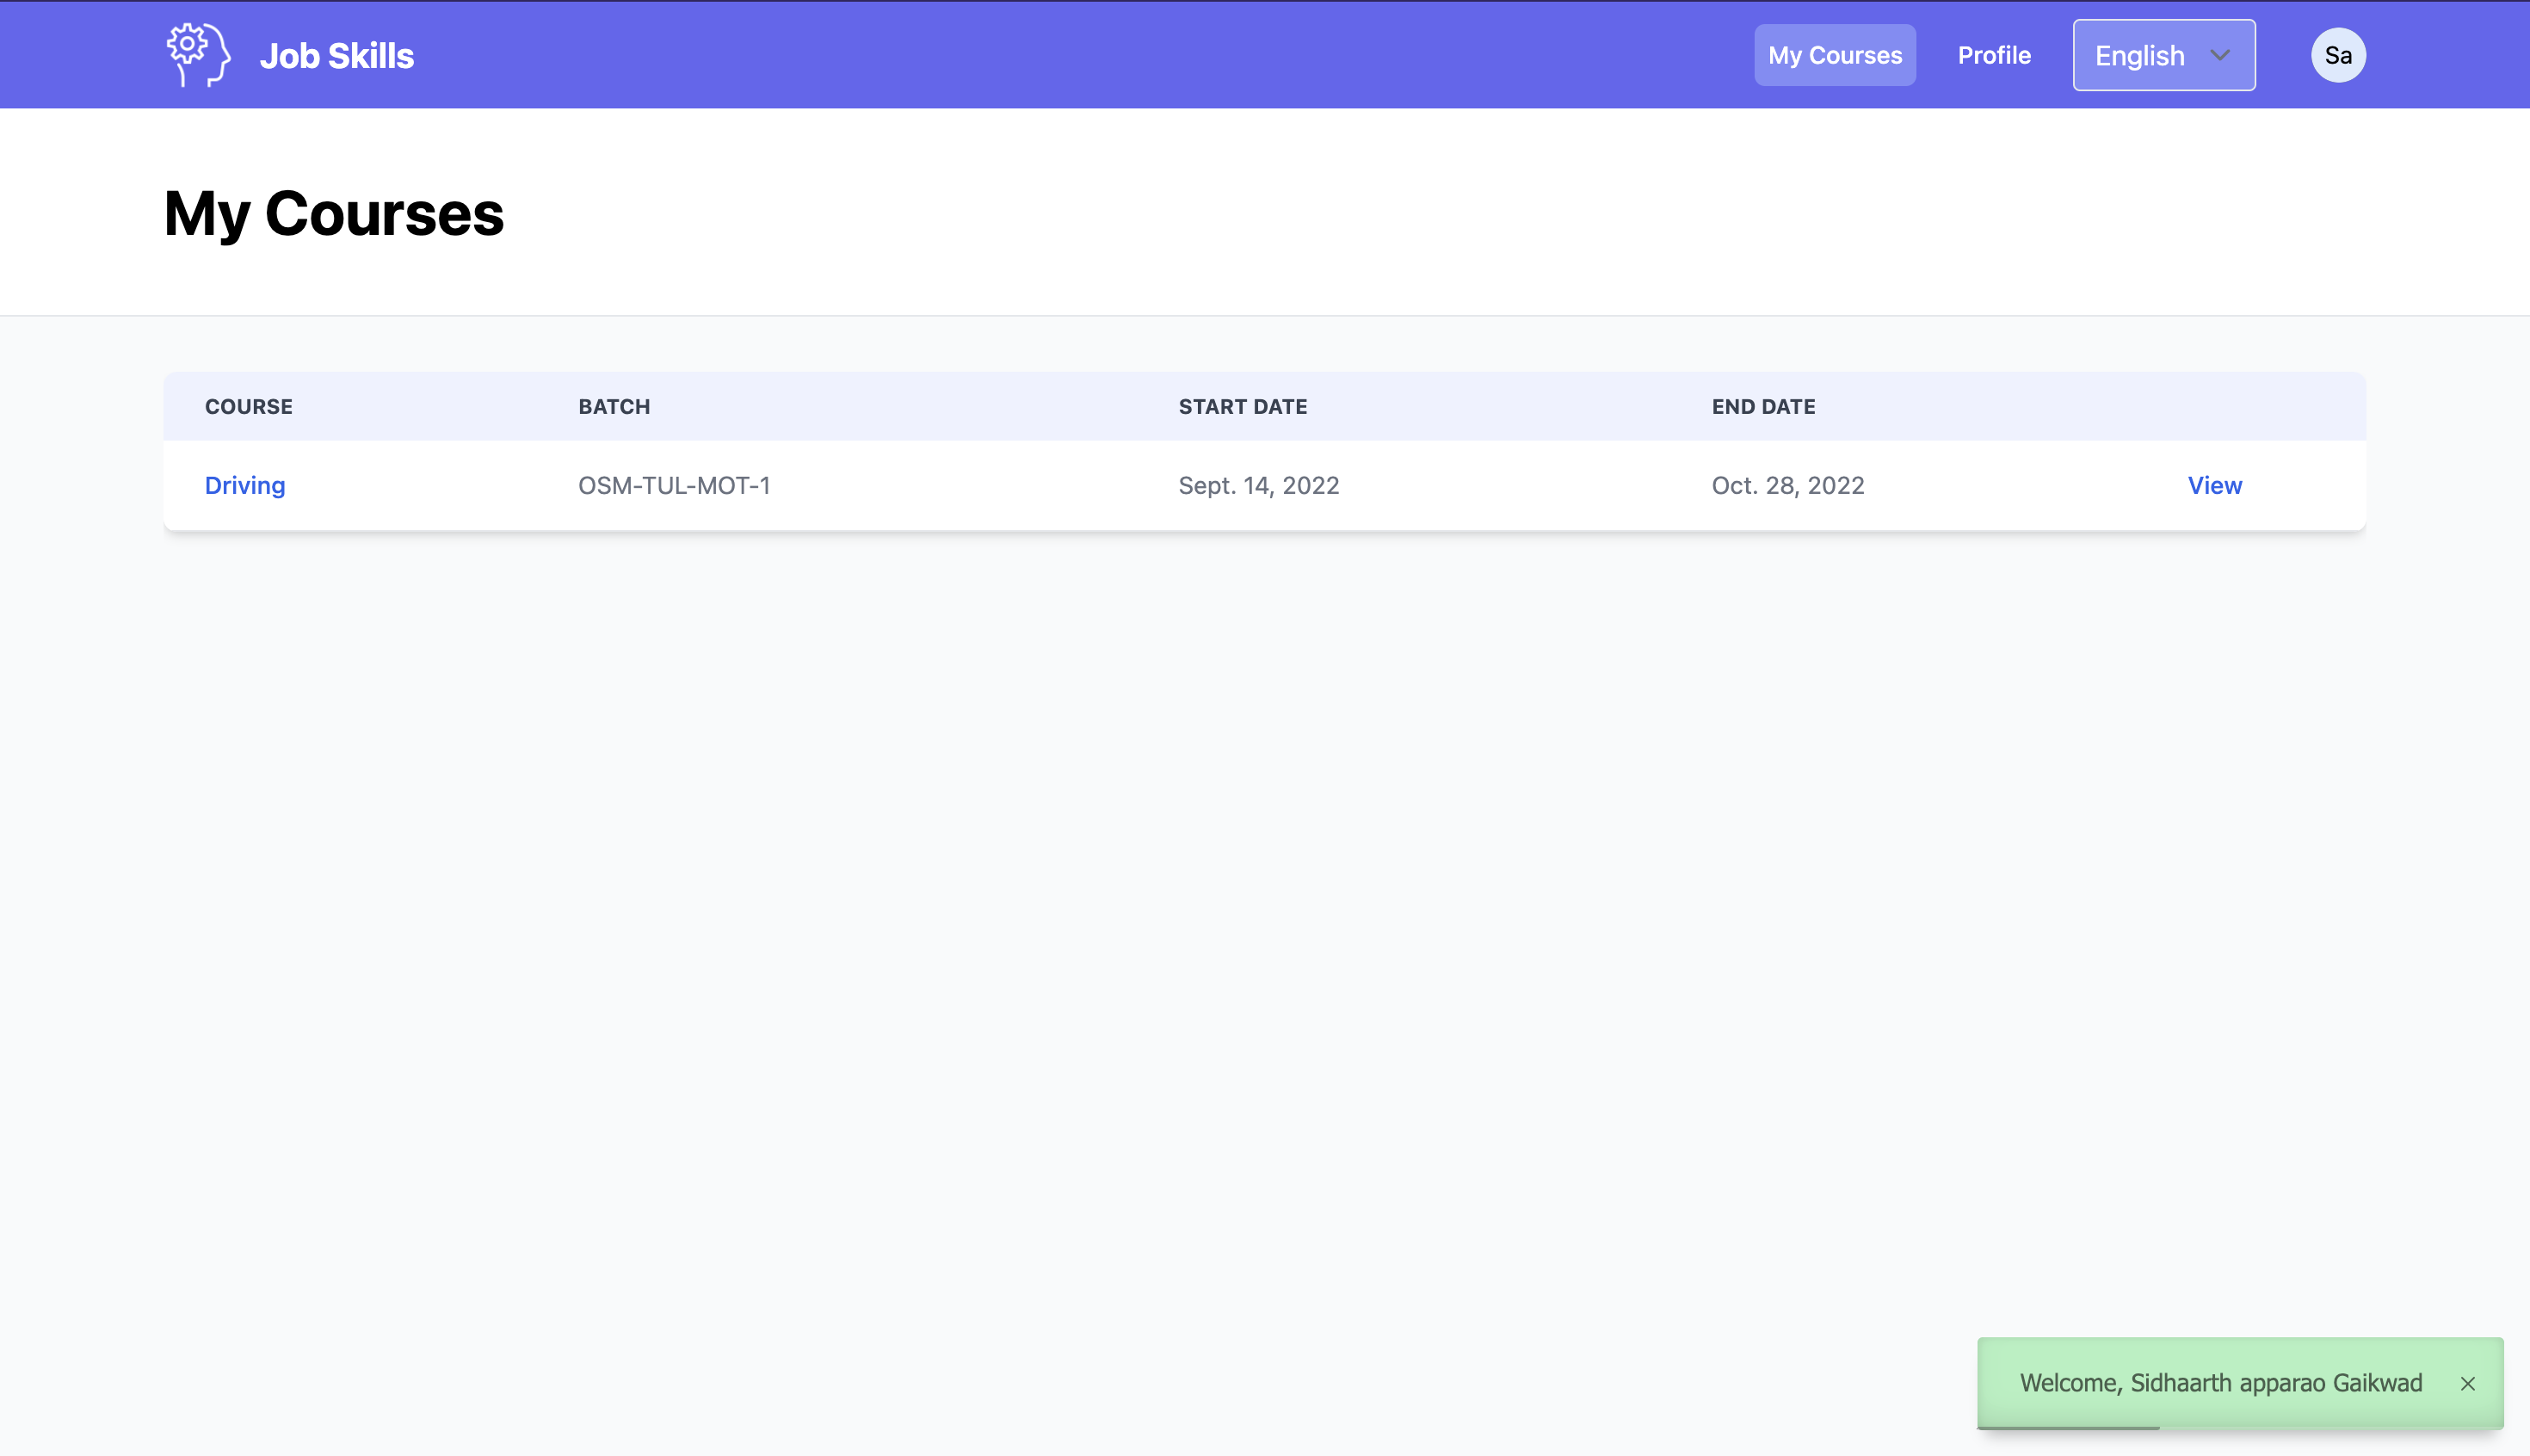 Job Skills
My Courses
Profile
English
Sa
My Courses
COURSE BATCH START DATE END DATE
Driving OSM-TUL-MOT-1 Sept. 14, 2022 Oct. 28, 2022 View
Welcome, Sidhaarth apparao Gaikwad